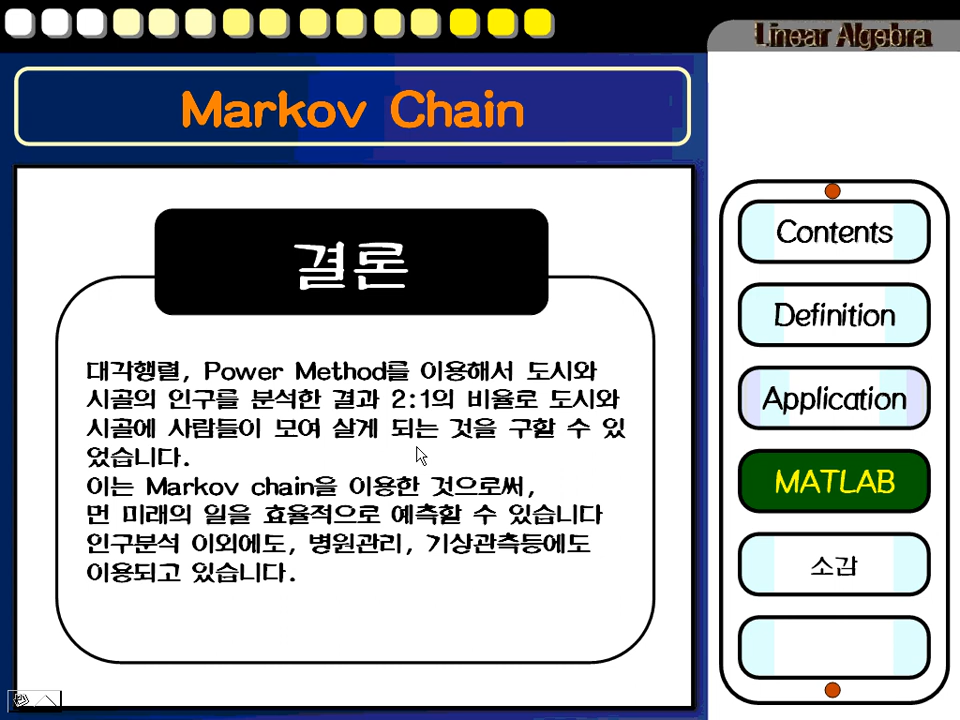 Linear Algebra
Markov Chain
결론
대각행렬, Power Method를 이용해서 도시와
시골의 인구를 분석한 결과 2:1의 비율로 도시와
시골에 사람들이 모여 살게 되는 것을 구할 수 있
었습니다.
이는 Markov chain을 이용한 것으로써,
먼 미래의 일을 효율적으로 예측할 수 있습니다
인구분석 이외에도, 병원관리, 기상관측등에도
이용되고 있습니다.
Contents
Definition
Application
MATLAB
소감